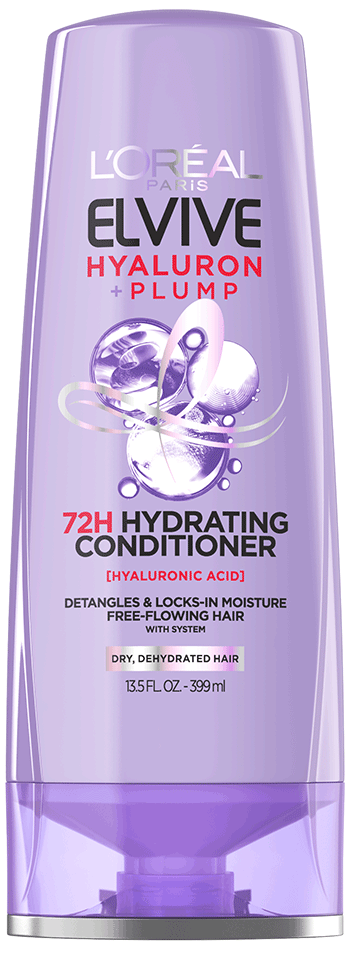 L'ORÉAL
PARIS
ELVIVE
HYALURON
+ PLUMP
72H HYDRATING
CONDITIONER
[HYALURONIC ACID]
DETANGLES & LOCKS-IN MOISTURE
FREE-FLOWING HAIR
WITH SYSTEM
DRY, DEHYDRATED HAIR
13.5 FL. OZ. - 399 ml